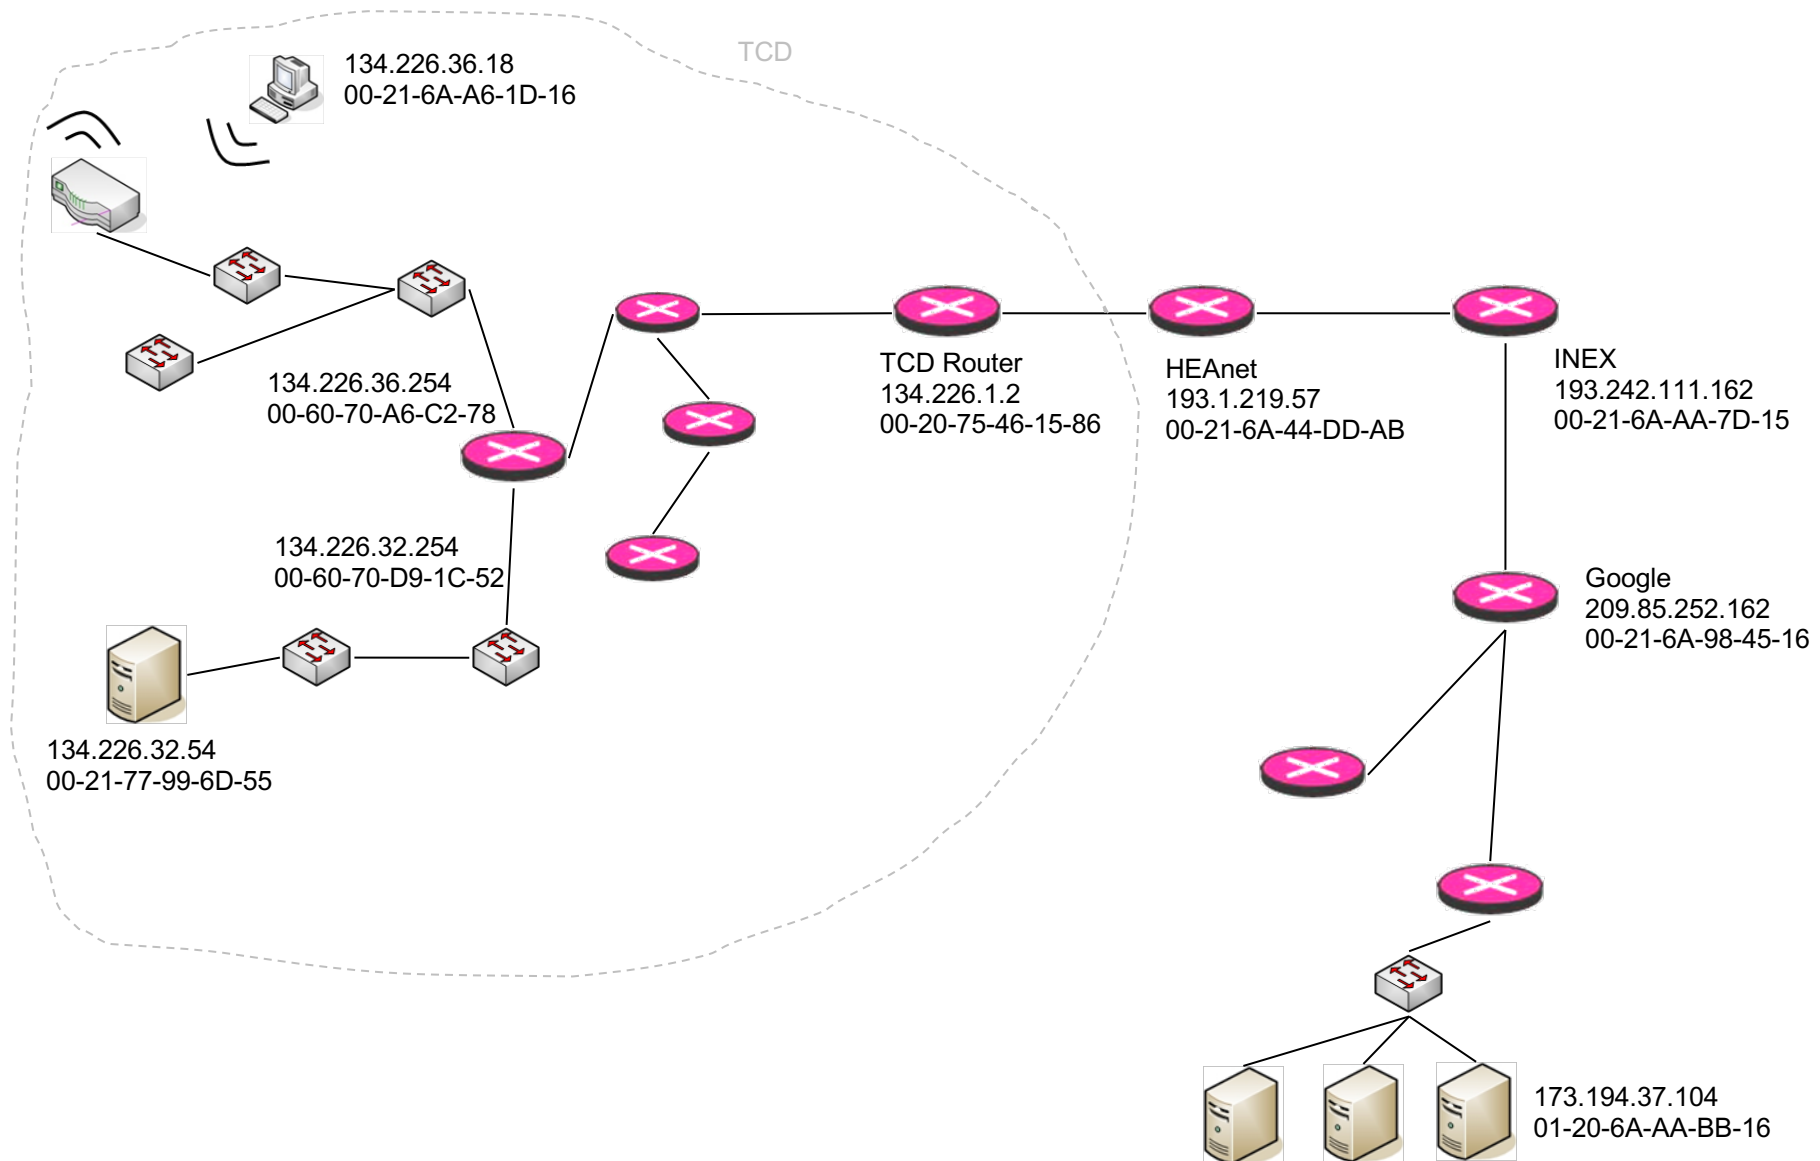 TCD
134.226.36.18
00-21-6A-A6-1D-16
134.226.36.254
00-60-70-A6-C2-78
TCD Router
134.226.1.2
00-20-75-46-15-86
HEAnet
193.1.219.57
00-21-6A-44-DD-AB
INEX
193.242.111.162
00-21-6A-AA-7D-15
134.226.32.254
00-60-70-D9-1C-52
Google
209.85.252.162
00-21-6A-98-45-16
134.226.32.54
00-21-77-99-6D-55
173.194.37.104
01-20-6A-AA-BB-16